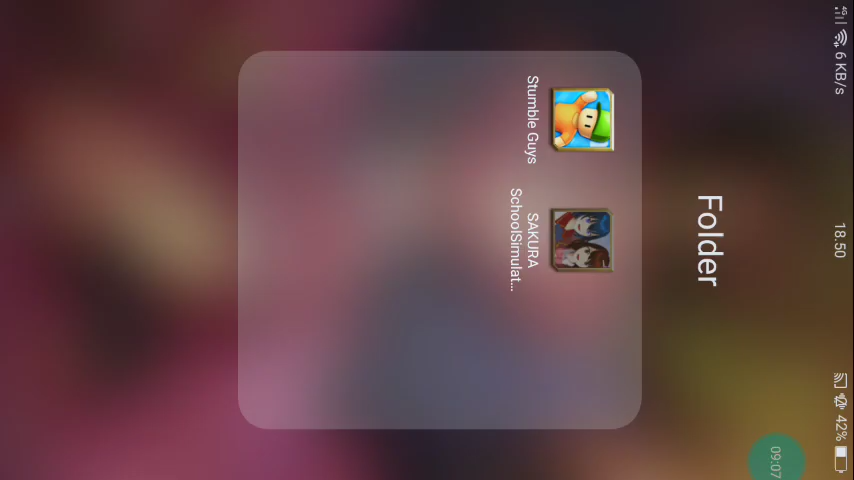 4G 6 KB/s 18.50 42%
Folder
Stumble Guys
SAKURA
SchoolSimulat...
09:07